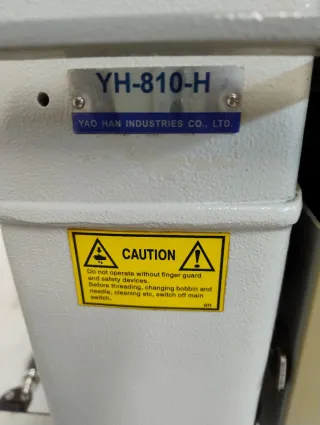 YH-810-H
YAO HAN INDUSTRIES CO., LTD.
CAUTION
Do not operate without finger guard
and safety devices.
Before threading, changing bobbin and
needle, cleaning etc, switch off main
switch.